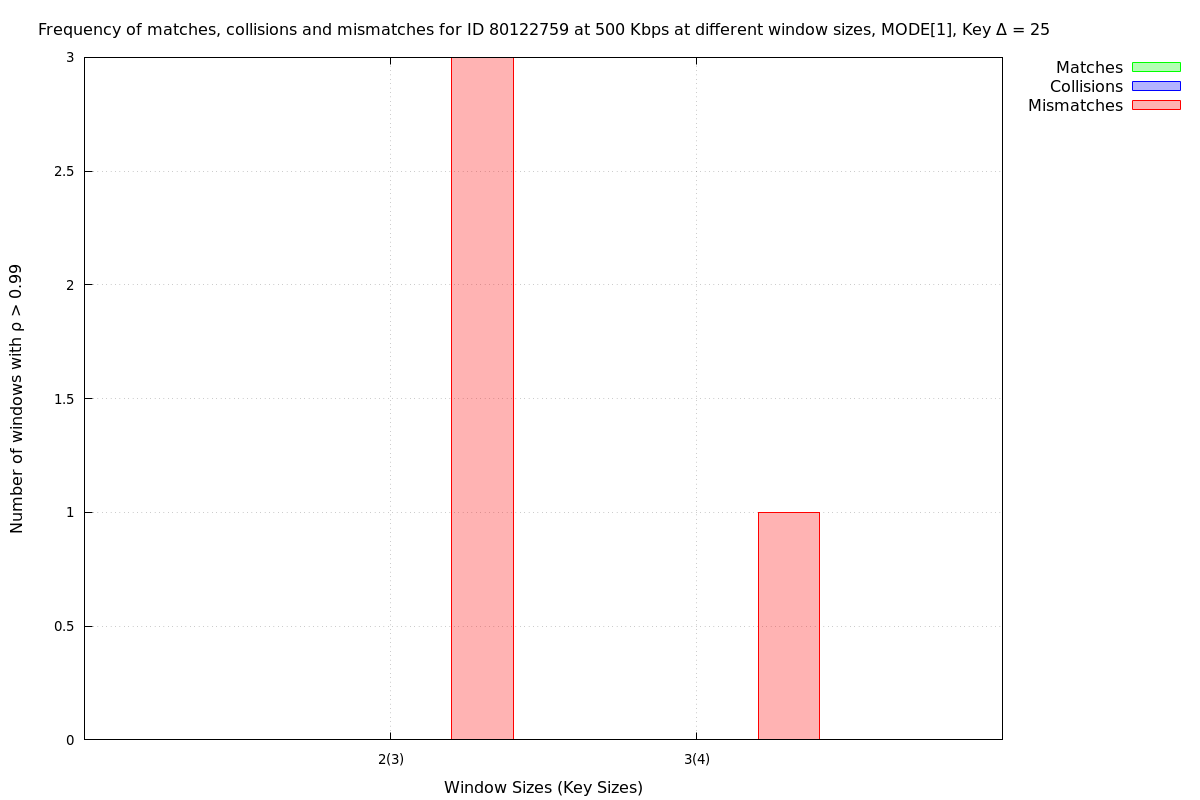 Frequency of matches, collisions and mismatches for ID 80122759 at 500 Kbps at different window sizes, MODE[1], Key Δ = 25
Matches
Collisions
Mismatches
Number of windows with ρ > 0.99
3
2.5
2
1.5
1
0.5
0
2(3)
3(4)
Window Sizes (Key Sizes)